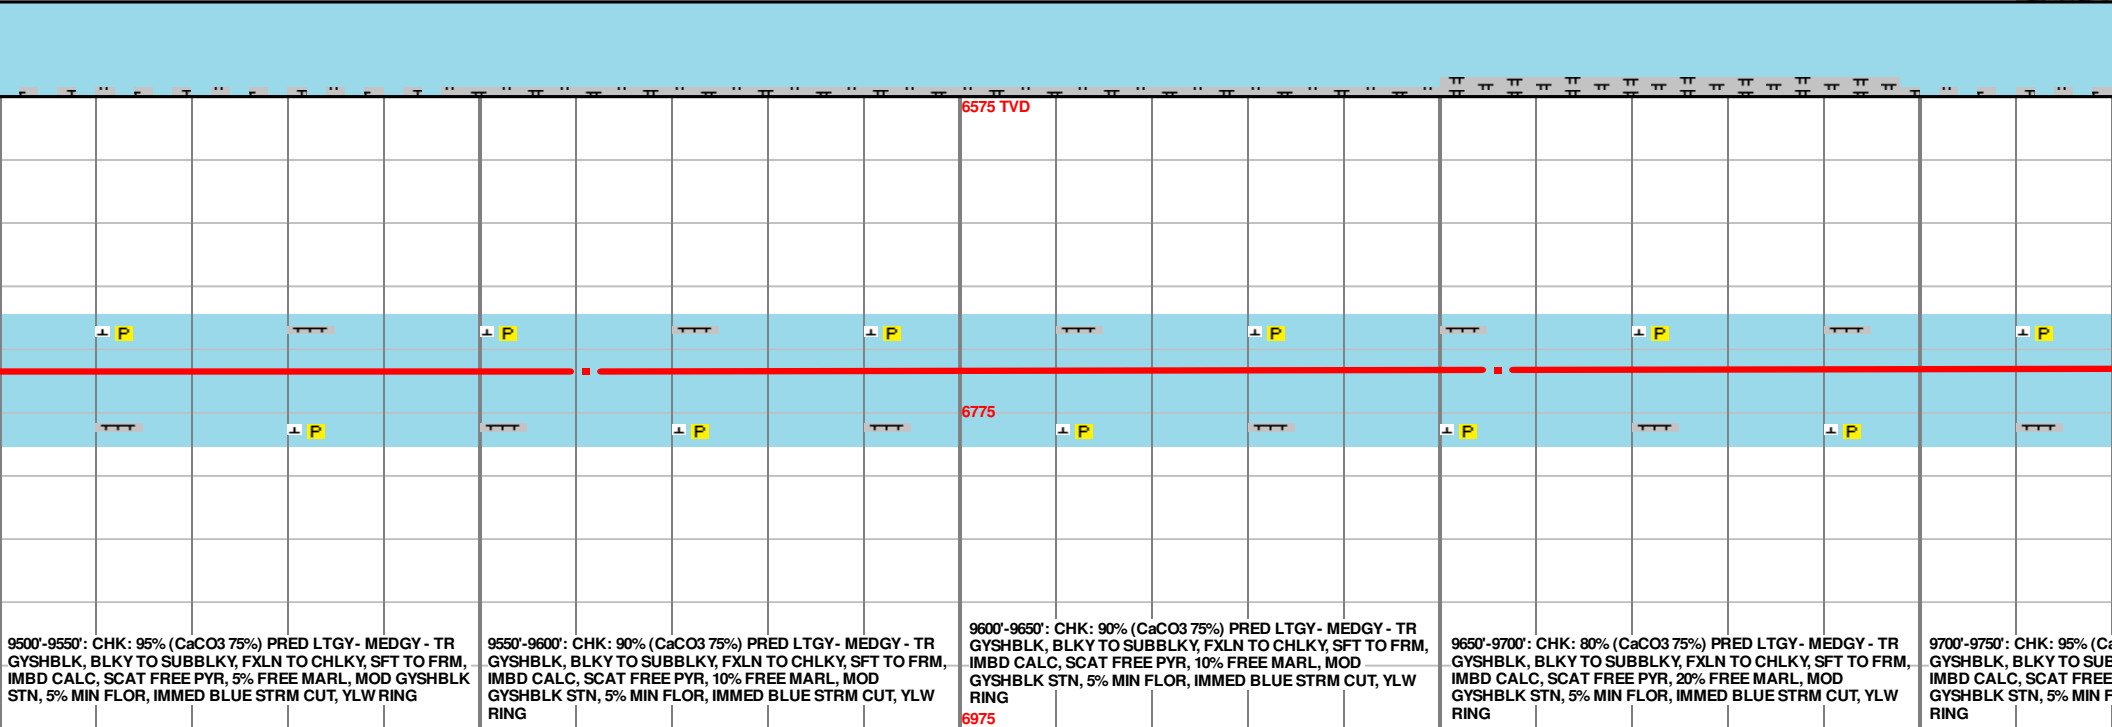 6575 TVD
P
P
P
P
P
P
6775
P
P
P
P
P
9500'-9550': CHK: 95% (CaCO3 75%) PRED LTGY- MEDGY - TR
GYSHBLK, BLKY TO SUBBLKY, FXLN TO CHLKY, SFT TO FRM,
IMBD CALC, SCAT FREE PYR, 5% FREE MARL, MOD GYSHBLK
STN, 5% MIN FLOR, IMMED BLUE STRM CUT, YLW RING
9550'-9600': CHK: 90% (CaCO3 75%) PRED LTGY- MEDGY - TR
GYSHBLK, BLKY TO SUBBLKY, FXLN TO CHLKY, SFT TO FRM,
IMBD CALC, SCAT FREE PYR, 10% FREE MARL, MOD
GYSHBLK STN, 5% MIN FLOR, IMMED BLUE STRM CUT, YLW
RING
9600'-9650': CHK: 90% (CaCO3 75%) PRED LTGY- MEDGY - TR
GYSHBLK, BLKY TO SUBBLKY, FXLN TO CHLKY, SFT TO FRM,
IMBD CALC, SCAT FREE PYR, 10% FREE MARL, MOD
GYSHBLK STN, 5% MIN FLOR, IMMED BLUE STRM CUT, YLW
RING
6975
9650'-9700': CHK: 80% (CaCO3 75%) PRED LTGY- MEDGY - TR
GYSHBLK, BLKY TO SUBBLKY, FXLN TO CHLKY, SFT TO FRM,
IMBD CALC, SCAT FREE PYR, 20% FREE MARL, MOD
GYSHBLK STN, 5% MIN FLOR, IMMED BLUE STRM CUT, YLW
RING
9700'-9750': CHK: 95% (Ca
GYSHBLK, BLKY TO SUB
IMBD CALC, SCAT FREE
GYSHBLK STN, 5% MIN F
RING